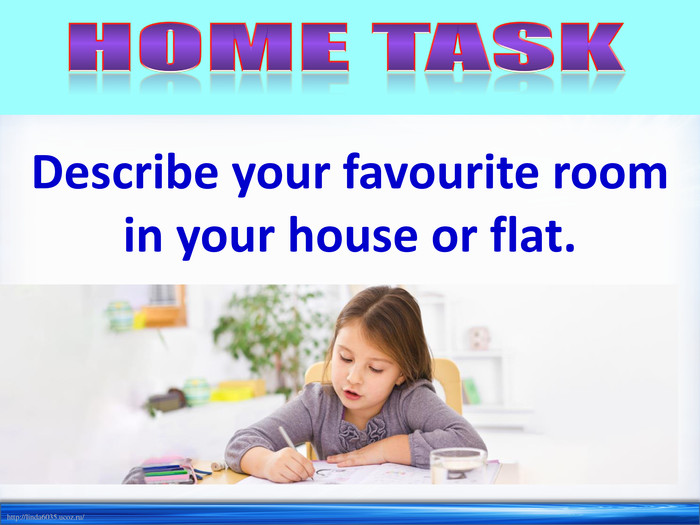 HOME TASK
Describe your favourite room
in your house or flat.
http://linda6035.ucoz.ru/